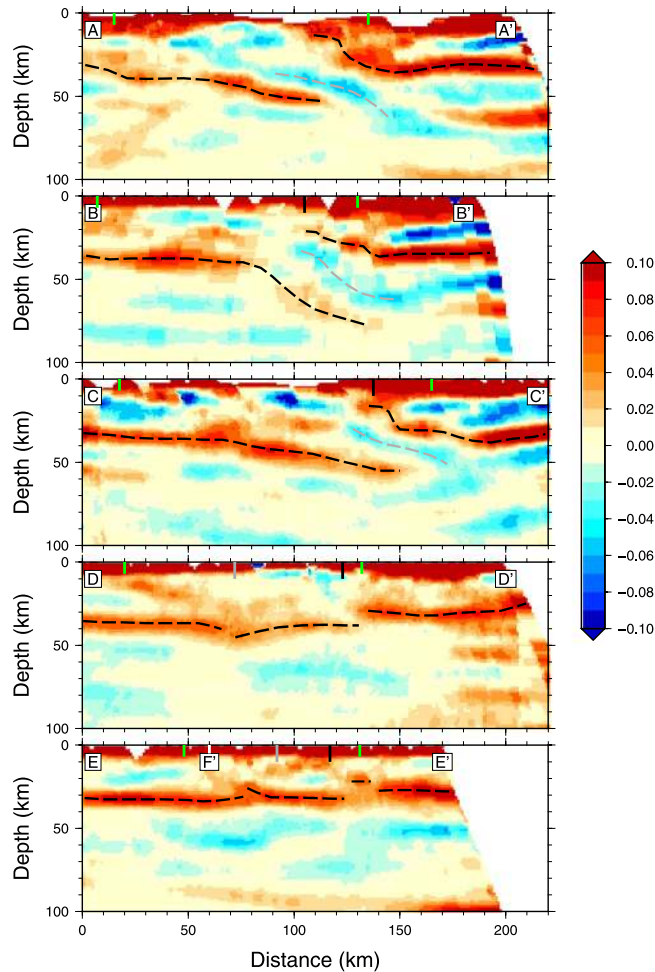 0
50
100
Depth (km)
A
A'
0
50
100
Depth (km)
B
B'
0
50
100
Depth (km)
C
C'
0
50
100
Depth (km)
D
D'
0
50
100
Depth (km)
E
F'
E'
0 50 100 150 200
Distance (km)
0.10
0.08
0.06
0.04
0.02
0.00
−0.02
−0.04
−0.06
−0.08
−0.10